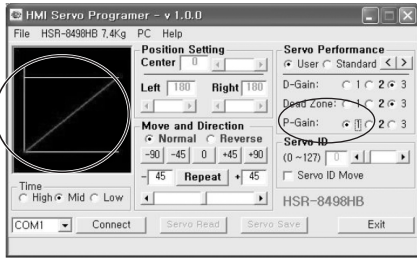 HMI Servo Programer - v 1.0.0
File HSR-8498HB 7,4Kg PC Help
Position Setting
Center 0
Left 180 Right 180
Move and Direction
Normal Reverse
-90 -45 0 +45 +90
- 45 Repeat + 45
Time
High Mid Low
Servo Performance
User Standard < >
D-Gain: 1 2 3
Dead Zone: 1 2 3
P-Gain: 1 2 3
Servo ID
(0 ~127) 0
Servo ID Move
HSR-8498HB
COM1 Connect Servo Read Servo Save Exit